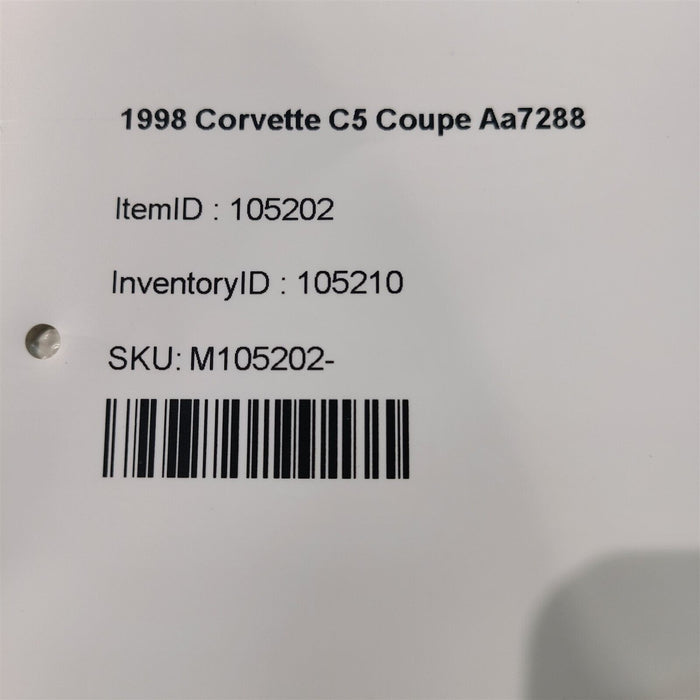 1998 Corvette C5 Coupe Aa7288
ItemID : 105202
InventoryID : 105210
SKU: M105202-